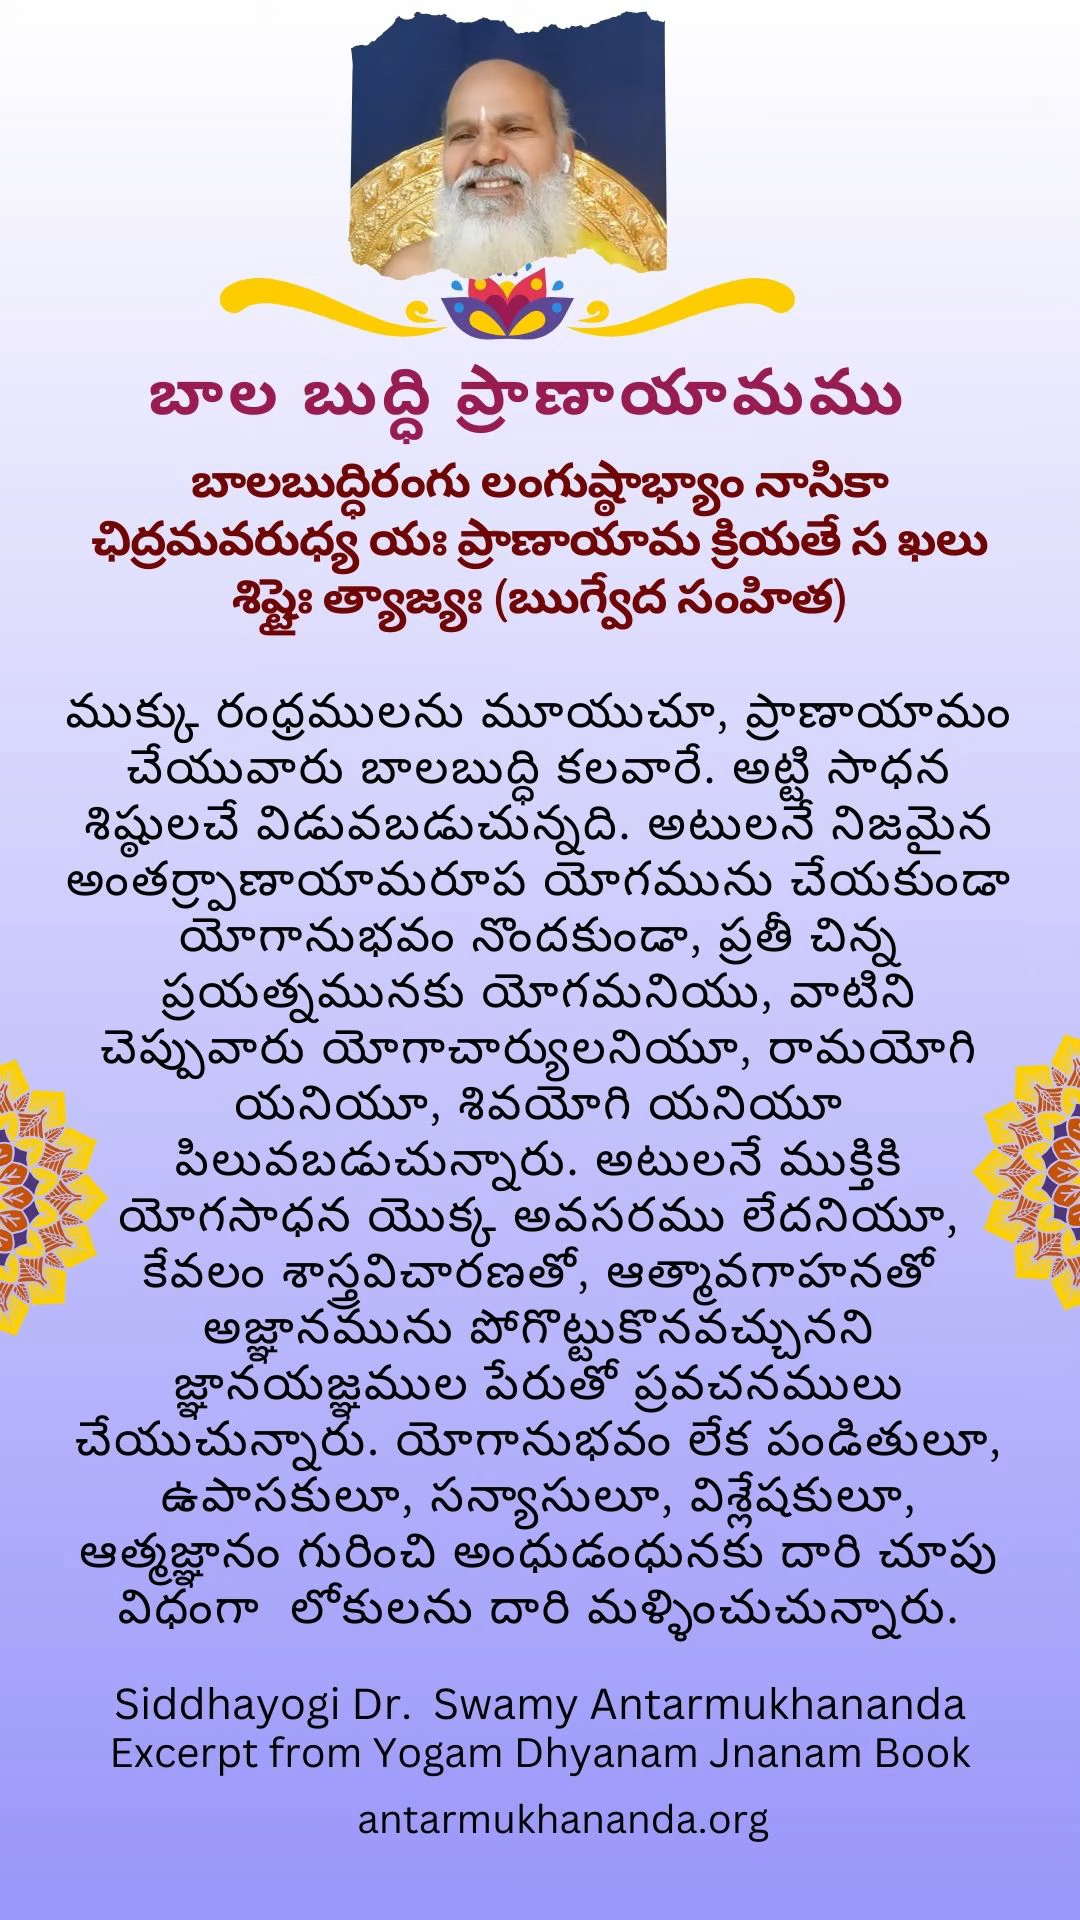 బాల బుద్ధి ప్రాణాయామము
బాలబుద్ధిరంగు లంగుష్ఠాభ్యాం నాసికా
ఛిద్రమవరుధ్య యః ప్రాణాయామ క్రియతే స ఖలు
శిష్టైః త్యాజ్యః (ఋగ్వేద సంహిత)
ముక్కు రంధ్రములను మూయుచూ, ప్రాణాయామం
చేయువారు బాలబుద్ధి కలవారే. అట్టి సాధన
శిష్ఠులచే విడువబడుచున్నది. అటులనే నిజమైన
అంతర్ప్రాణాయామరూప యోగమును చేయకుండా
యోగానుభవం నొందకుండా, ప్రతీ చిన్న
ప్రయత్నమునకు యోగమనియు, వాటిని
చెప్పువారు యోగాచార్యులనియూ, రామయోగి
యనియూ, శివయోగి యనియూ
పిలువబడుచున్నారు. అటులనే ముక్తికి
యోగసాధన యొక్క అవసరము లేదనియూ,
కేవలం శాస్త్రవిచారణతో, ఆత్మావగాహనతో
అజ్ఞానమును పోగొట్టుకొనవచ్చునని
జ్ఞానయజ్ఞముల పేరుతో ప్రవచనములు
చేయుచున్నారు. యోగానుభవం లేక పండితులూ,
ఉపాసకులూ, సన్యాసులూ, విశ్లేషకులూ,
ఆత్మజ్ఞానం గురించి అంధుడంధునకు దారి చూపు
విధంగా లోకులను దారి మళ్ళించుచున్నారు.
Siddhayogi Dr. Swamy Antarmukhananda
Excerpt from Yogam Dhyanam Jnanam Book
antarmukhananda.org